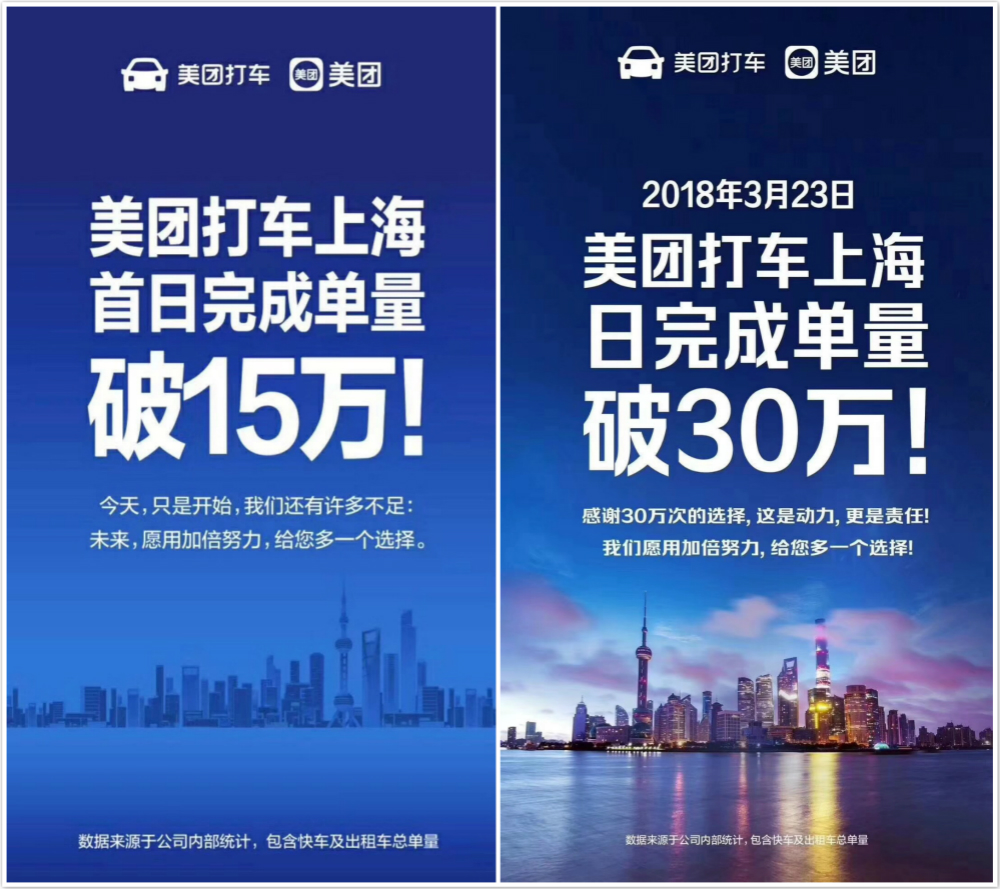 美团打车 美团 美团
美团打车上海
首日完成单量
破15万!
今天,只是开始,我们还有许多不足:
未来,愿用加倍努力,给您多一个选择。
数据来源于公司内部统计，包含快车及出租车总单量
美团打车 美团 美团
2018年3月23日
美团打车上海
日完成单量
破30万!
感谢30万次的选择, 这是动力, 更是责任!
我们愿用加倍努力, 给您多一个选择!
数据来源于公司内部统计，包含快车及出租车总单量